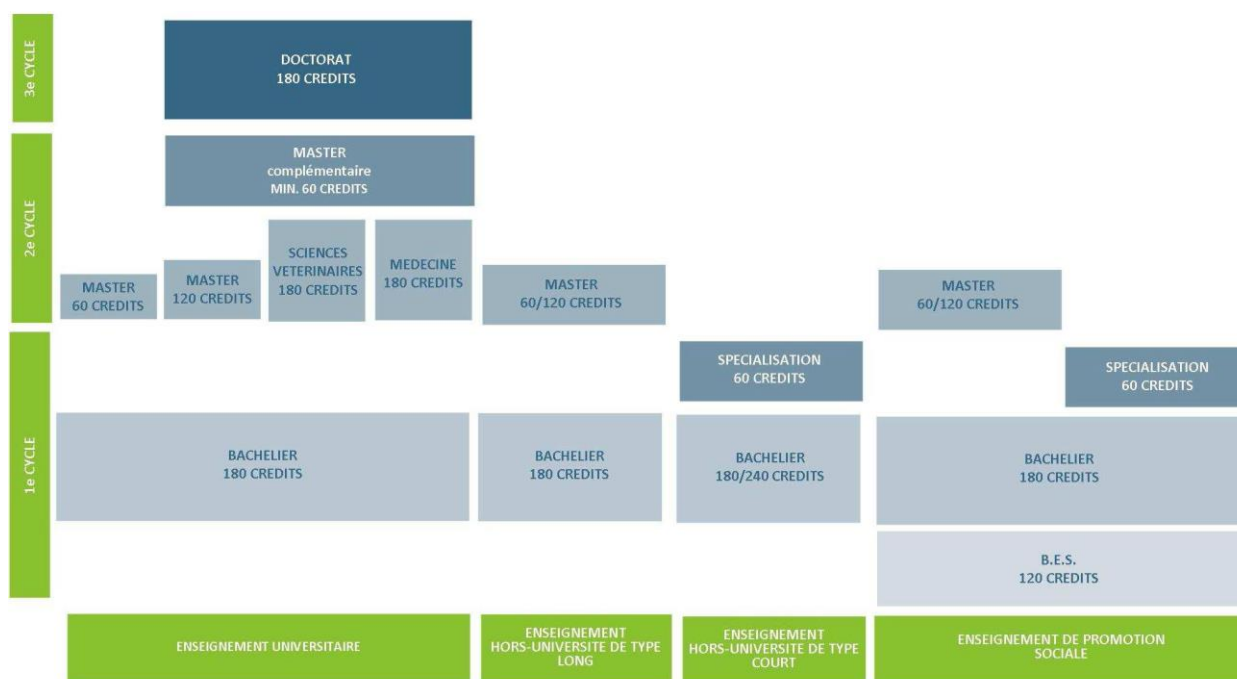 3e CYCLE
DOCTORAT
180 CREDITS
2e CYCLE
MASTER
complémentaire
MIN. 60 CREDITS
MASTER
60 CREDITS
MASTER
120 CREDITS
SCIENCES
VETERINAIRES
180 CREDITS
MEDECINE
180 CREDITS
MASTER
60/120 CREDITS
MASTER
60/120 CREDITS
1e CYCLE
SPECIALISATION
60 CREDITS
SPECIALISATION
60 CREDITS
BACHELIER
180 CREDITS
BACHELIER
180 CREDITS
BACHELIER
180/240 CREDITS
BACHELIER
180 CREDITS
B.E.S.
120 CREDITS
ENSEIGNEMENT UNIVERSITAIRE
ENSEIGNEMENT
HORS-UNIVERSITE DE TYPE
LONG
ENSEIGNEMENT
HORS-UNIVERSITE DE TYPE
COURT
ENSEIGNEMENT DE PROMOTION
SOCIALE